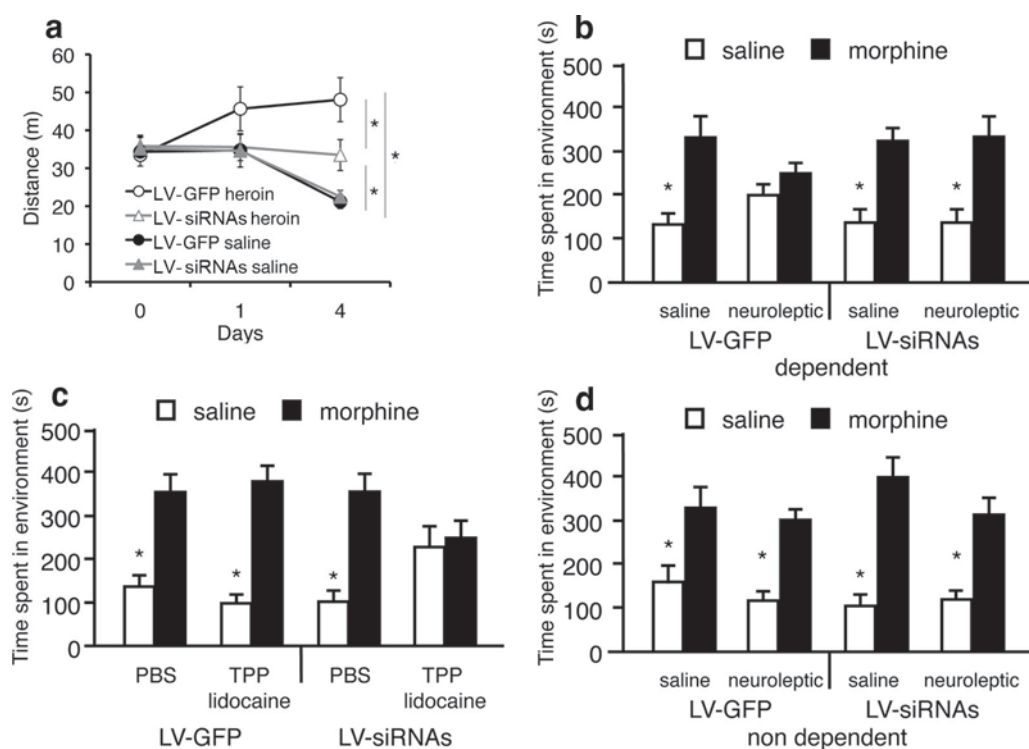 a
Distance (m)
60
50
40
30
20
10
0
*
*
*
LV-GFP heroin
LV-siRNAs heroin
LV-GFP saline
LV-siRNAs saline
0 1 4
Days
b
saline morphine
Time spent in environment (s)
500
400
300
200
100
0
* * *
saline neuroleptic saline neuroleptic
LV-GFP LV-siRNAs
dependent
c
saline morphine
Time spent in environment (s)
500
400
300
200
100
0
* * *
PBS TPP PBS TPP
lidocaine lidocaine
LV-GFP LV-siRNAs
d
saline morphine
Time spent in environment (s)
500
400
300
200
100
0
* * * *
saline neuroleptic saline neuroleptic
LV-GFP LV-siRNAs
non dependent